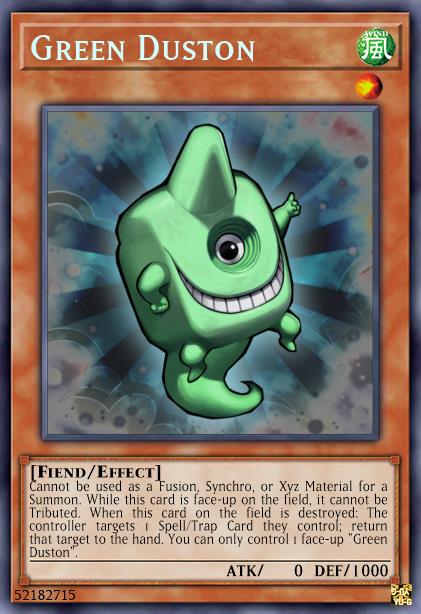 GREEN DUSTON
WIND
風
[FIEND/EFFECT]
Cannot be used as a Fusion, Synchro, or Xyz Material for a
Summon. While this card is face-up on the field, it cannot be
Tributed. When this card on the field is destroyed: The
controller targets 1 Spell/Trap Card they control; return
that target to the hand. You can only control 1 face-up "Green
Duston".
ATK/ 0 DEF/1000
52182715